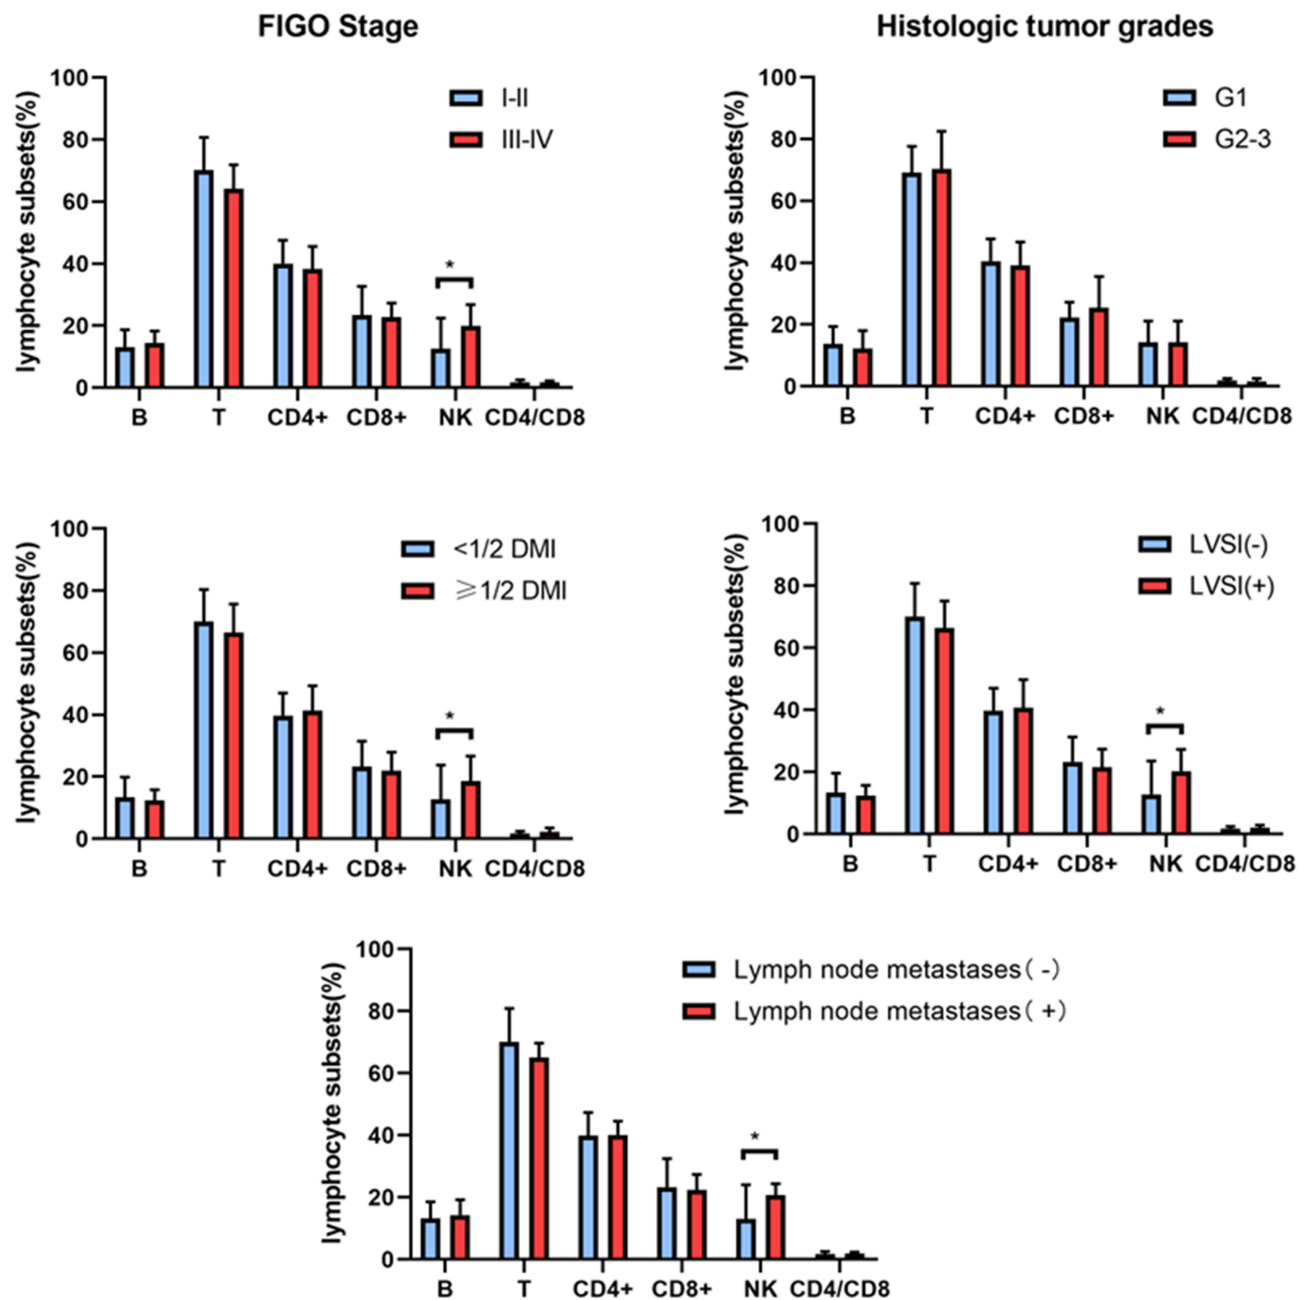 FIGO Stage
lymphocyte subsets(%)
100
80
60
40
20
0
I-II
III-IV
*
B T CD4+ CD8+ NK CD4/CD8
Histologic tumor grades
lymphocyte subsets(%)
100
80
60
40
20
0
G1
G2-3
B T CD4+ CD8+ NK CD4/CD8
lymphocyte subsets(%)
100
80
60
40
20
0
<1/2 DMI
⩾1/2 DMI
*
B T CD4+ CD8+ NK CD4/CD8
lymphocyte subsets(%)
100
80
60
40
20
0
LVSI(-)
LVSI(+)
*
B T CD4+ CD8+ NK CD4/CD8
lymphocyte subsets(%)
100
80
60
40
20
0
Lymph node metastases( -)
Lymph node metastases( +)
*
B T CD4+ CD8+ NK CD4/CD8